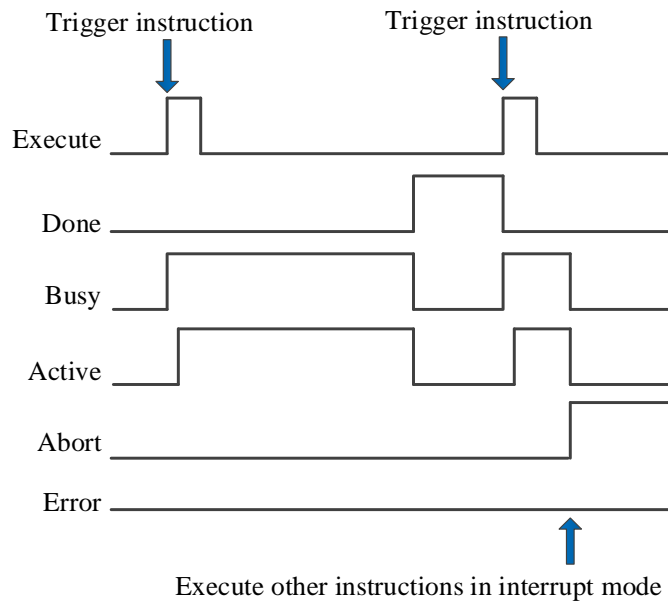 Trigger instruction
Trigger instruction
Execute
Done
Busy
Active
Abort
Error
Execute other instructions in interrupt mode